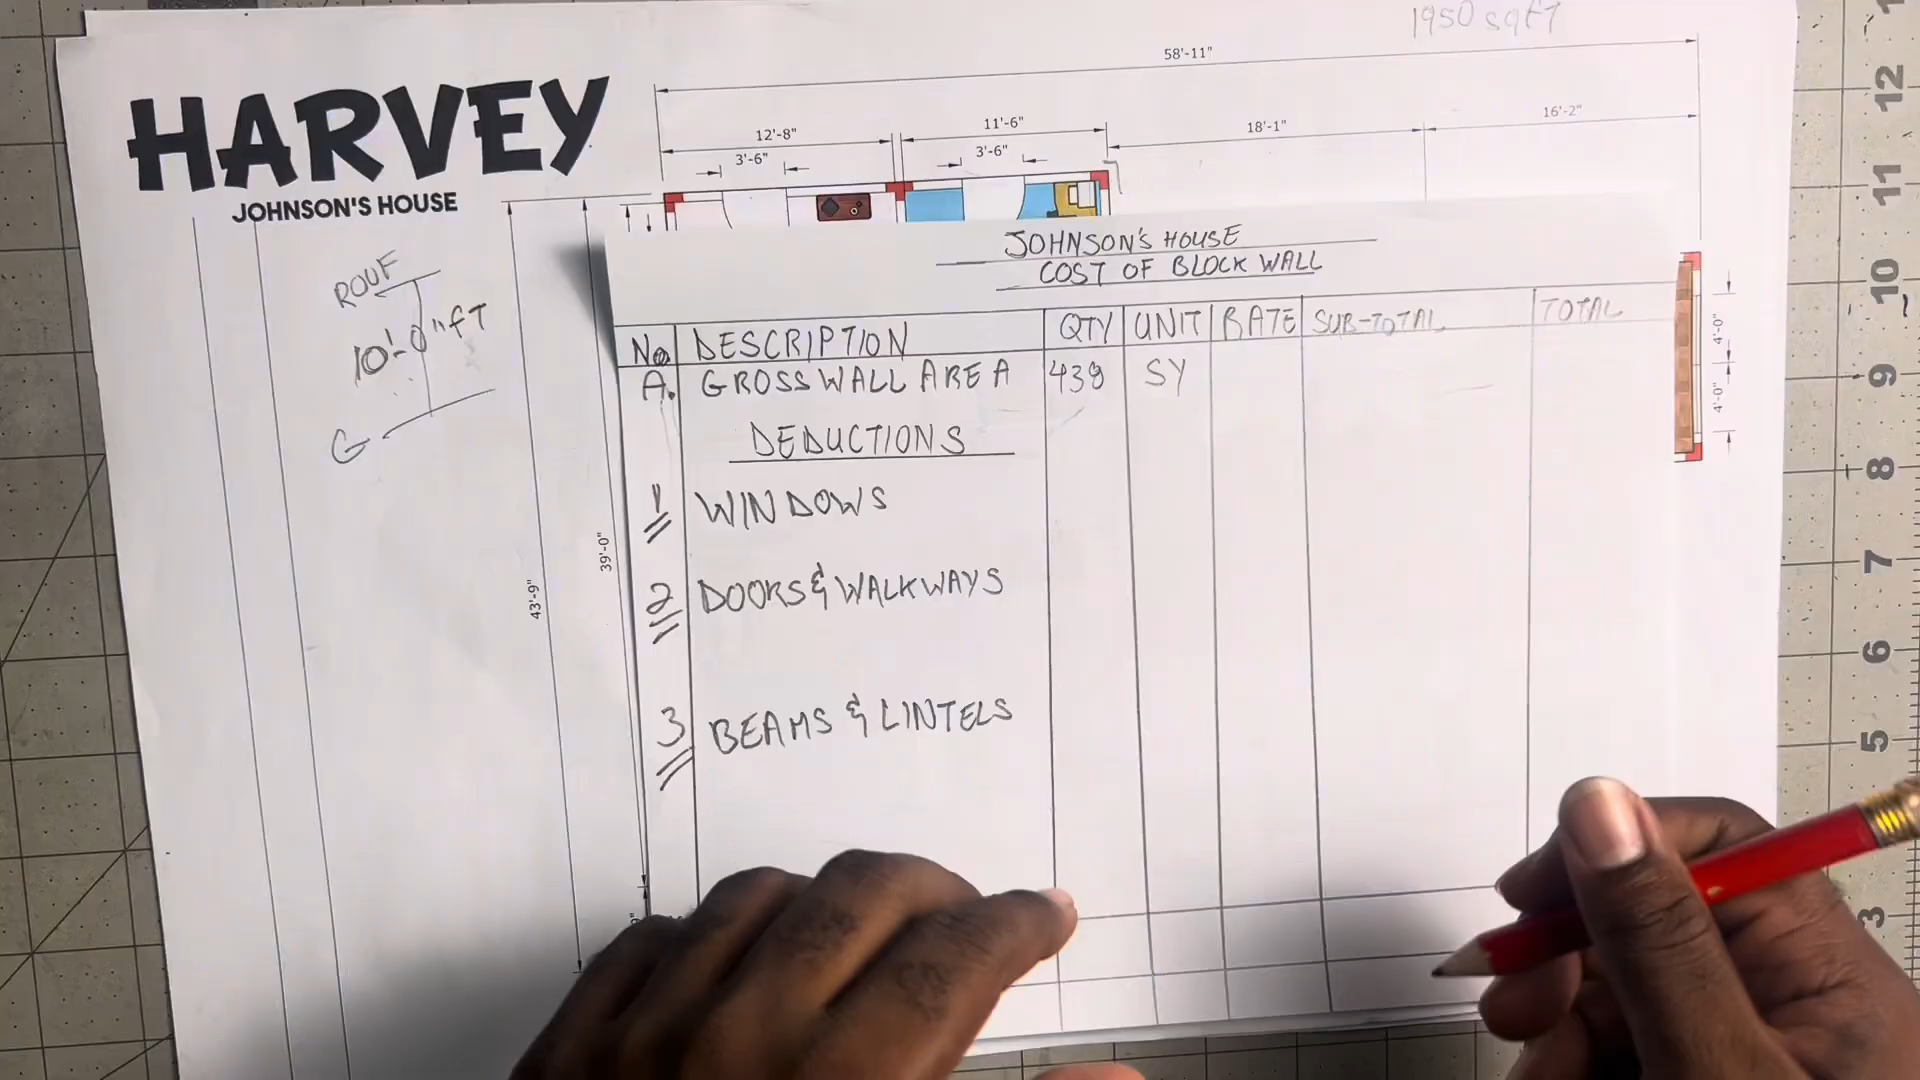 1950 sqFT
58'-11"
HARVEY
JOHNSON'S HOUSE
12'-8"
11'-6"
18'-1"
16'-2"
3'-6"
3'-6"
ROOF
10'-0"FT
G
43'-9"
39'-0"
4'-0"
4'-0"
JOHNSON'S HOUSE
COST OF BLOCK WALL
No. DESCRIPTION QTY UNIT RATE SUB-TOTAL TOTAL
A. GROSS WALL AREA 438 SY
DEDUCTIONS
1 WINDOWS
2 DOORS & WALKWAYS
3 BEAMS & LINTELS
12
11
10
9
8
7
6
5
3